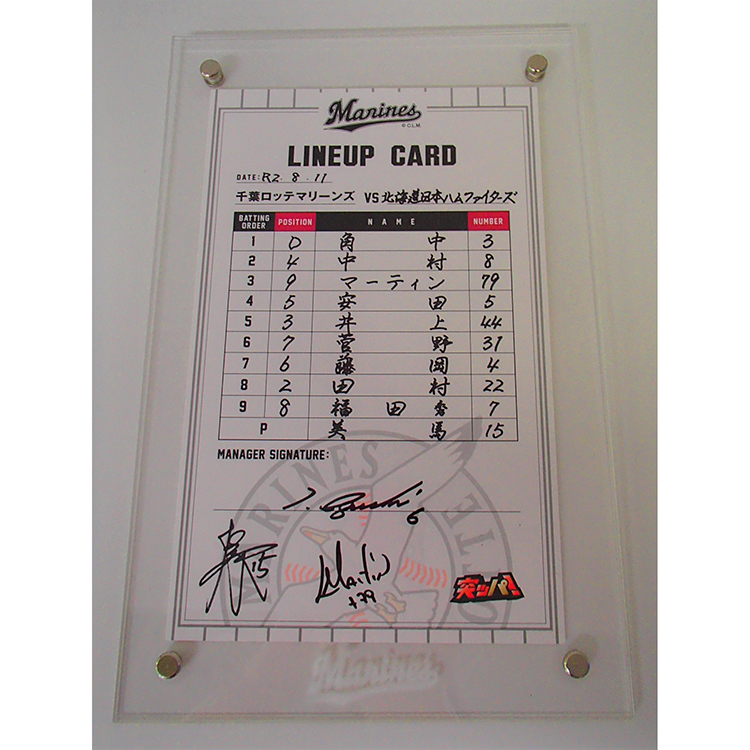 Marines
© C.L.M.
LINEUP CARD
DATE: R2. 8. 11
千葉ロッテマリーンズ VS 北海道日本ハムファイターズ
BATTING ORDER POSITION NAME NUMBER
1 D 角中 3
2 4 中村 8
3 9 マーティン 79
4 5 安田 5
5 3 井上 44
6 7 菅野 31
7 6 藤岡 4
8 2 田村 22
9 8 福田秀 7
P 美馬 15
MANAGER SIGNATURE:
6
15
L Martin
+79
突ッパ!
MARINES
Marines